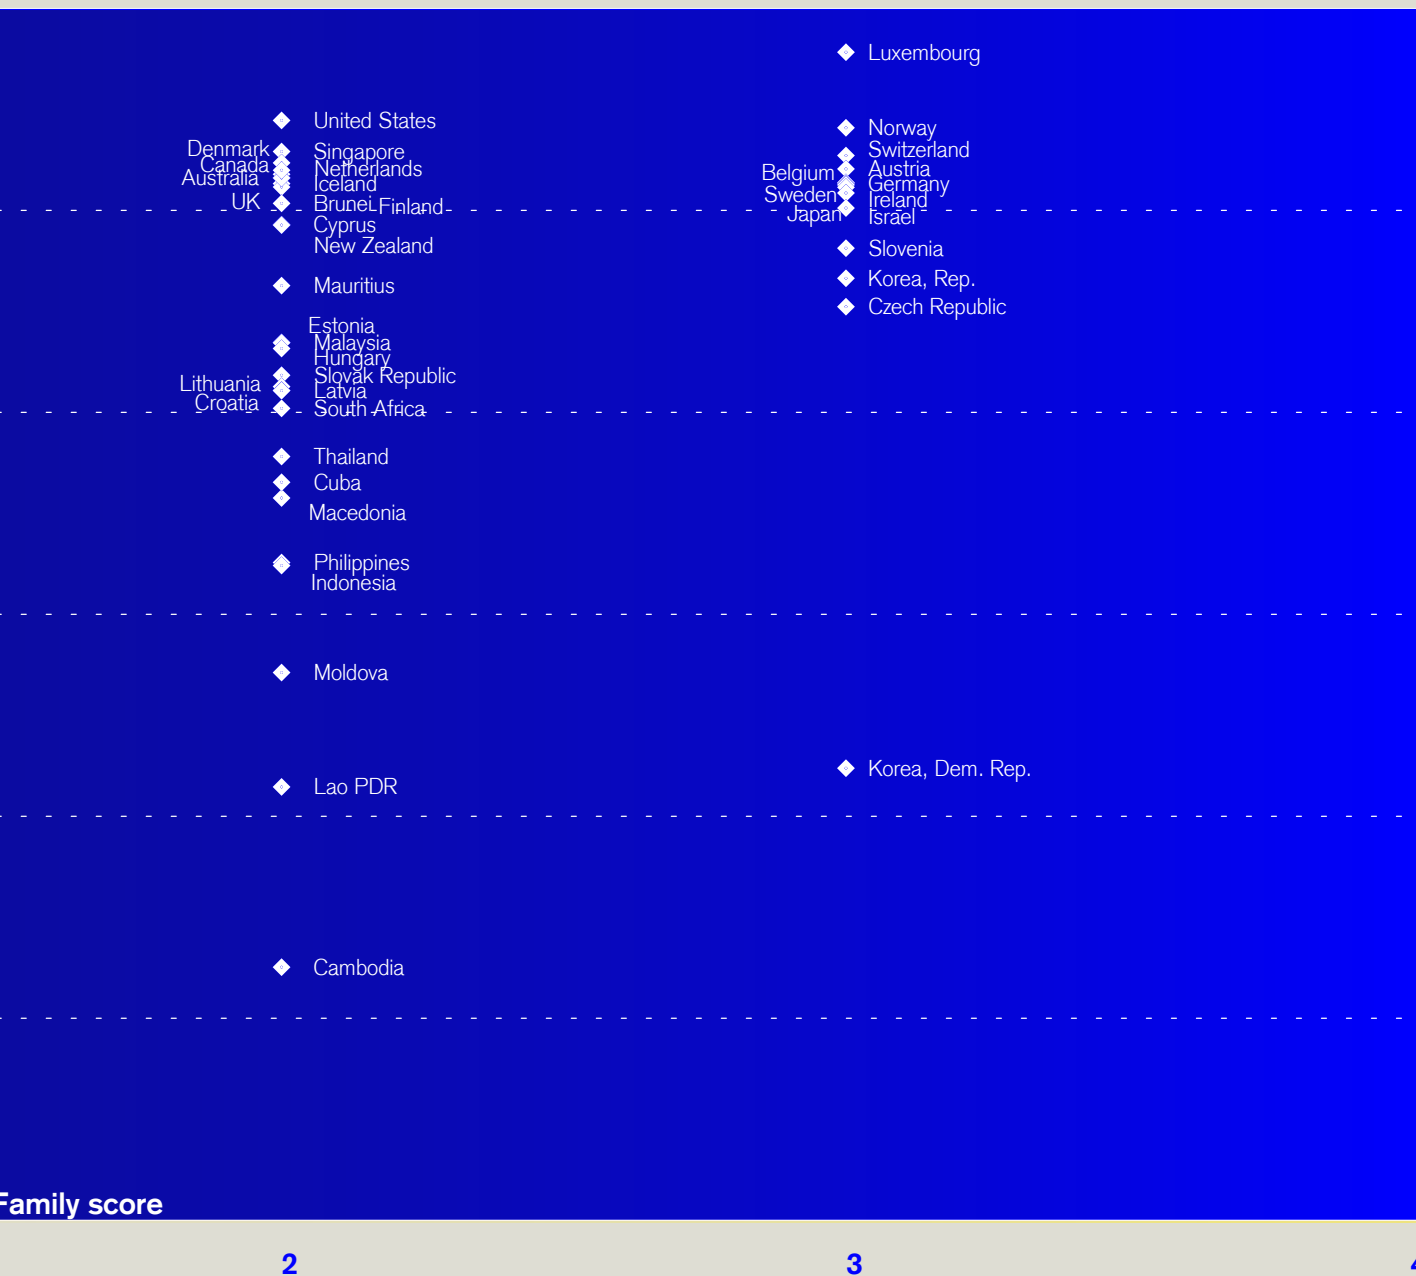 Luxembourg
United States
Norway
Denmark
Singapore
Switzerland
Canada
Netherlands
Austria
Belgium
Australia
Iceland
Germany
Sweden
Ireland
UK
Brunei
Finland
Japan
Israel
Cyprus
New Zealand
Slovenia
Korea, Rep.
Mauritius
Czech Republic
Estonia
Malaysia
Hungary
Slovak Republic
Lithuania
Latvia
Croatia
South Africa
Thailand
Cuba
Macedonia
Philippines
Indonesia
Moldova
Korea, Dem. Rep.
Lao PDR
Cambodia
Family score
2
3
4